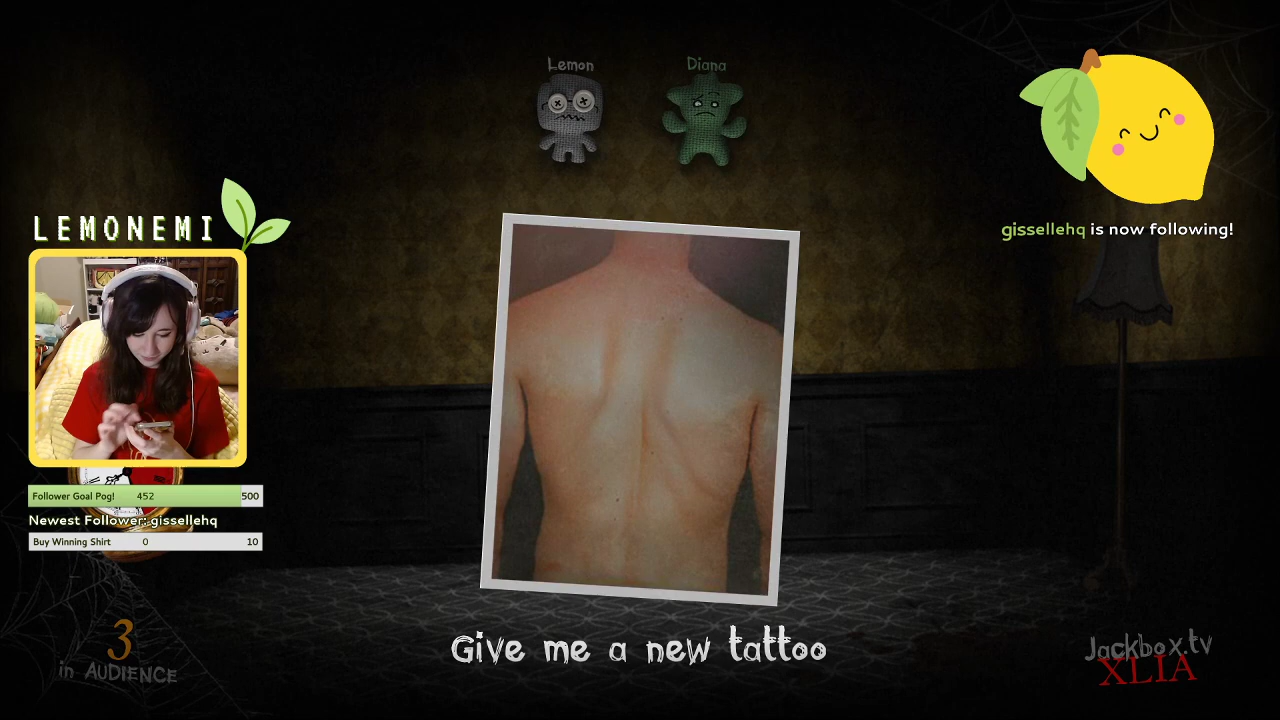 Lemon
Diana
LEMONEMI
gissellehq is now following!
Follower Goal Pog! 452 500
Newest Follower: gissellehq
Buy Winning Shirt 0 10
Give me a new tattoo
3
in AUDIENCE
Jackbox.tv
XLIA